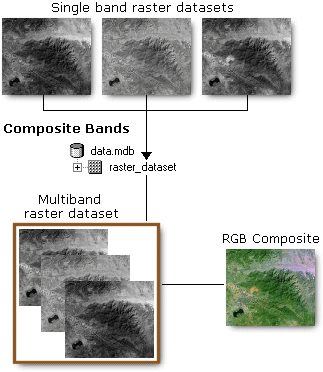 Single band raster datasets
Composite Bands
data.mdb
raster_dataset
Multiband
raster dataset
RGB Composite